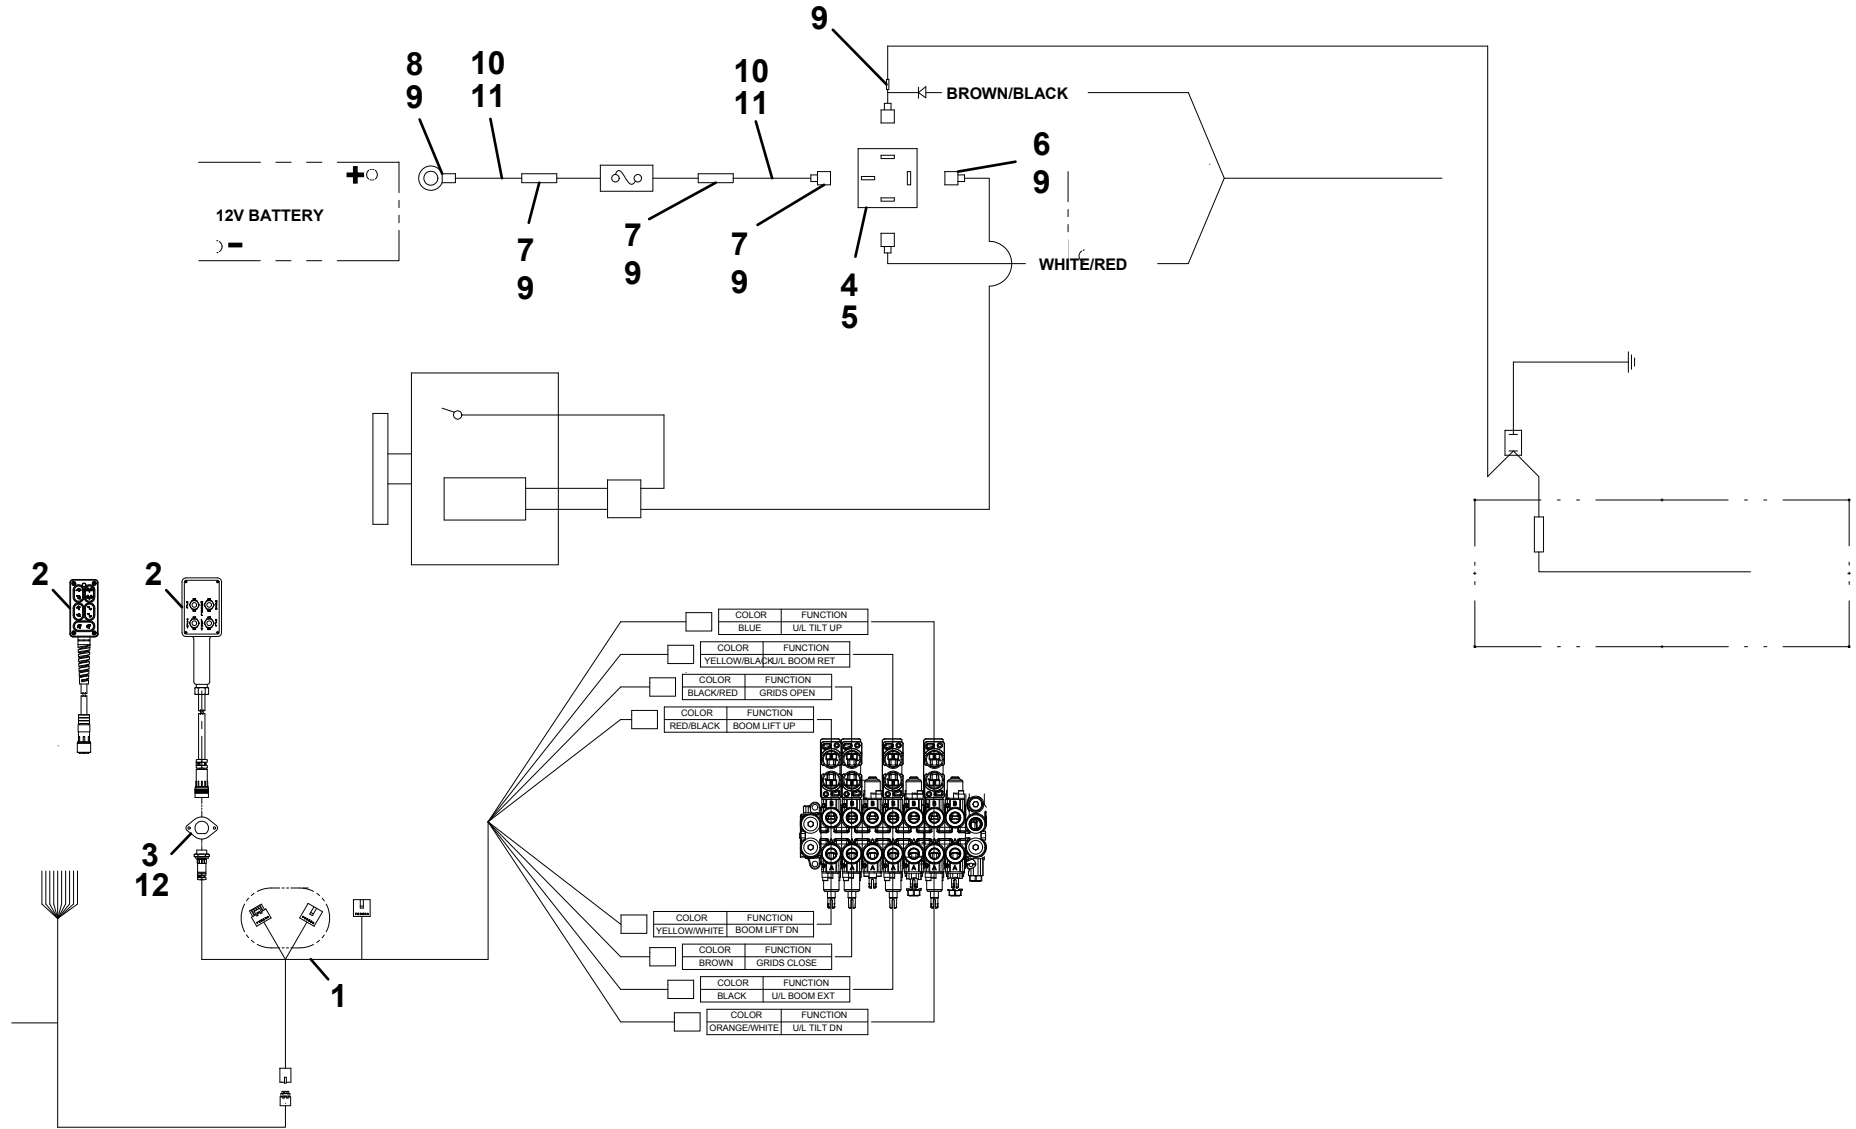 9
8
9
10
11
10
11
BROWN/BLACK
6
9
+
12V BATTERY
-
7
9
7
9
7
9
4
5
WHITE/RED
2
2
3
12
1
COLOR FUNCTION
BLUE U/L TILT UP
COLOR FUNCTION
YELLOW/BLACK U/L BOOM RET
COLOR FUNCTION
BLACK/RED GRIDS OPEN
COLOR FUNCTION
RED/BLACK BOOM LIFT UP
COLOR FUNCTION
YELLOW/WHITE BOOM LIFT DN
COLOR FUNCTION
BROWN GRIDS CLOSE
COLOR FUNCTION
BLACK U/L BOOM EXT
COLOR FUNCTION
ORANGE/WHITE U/L TILT DN